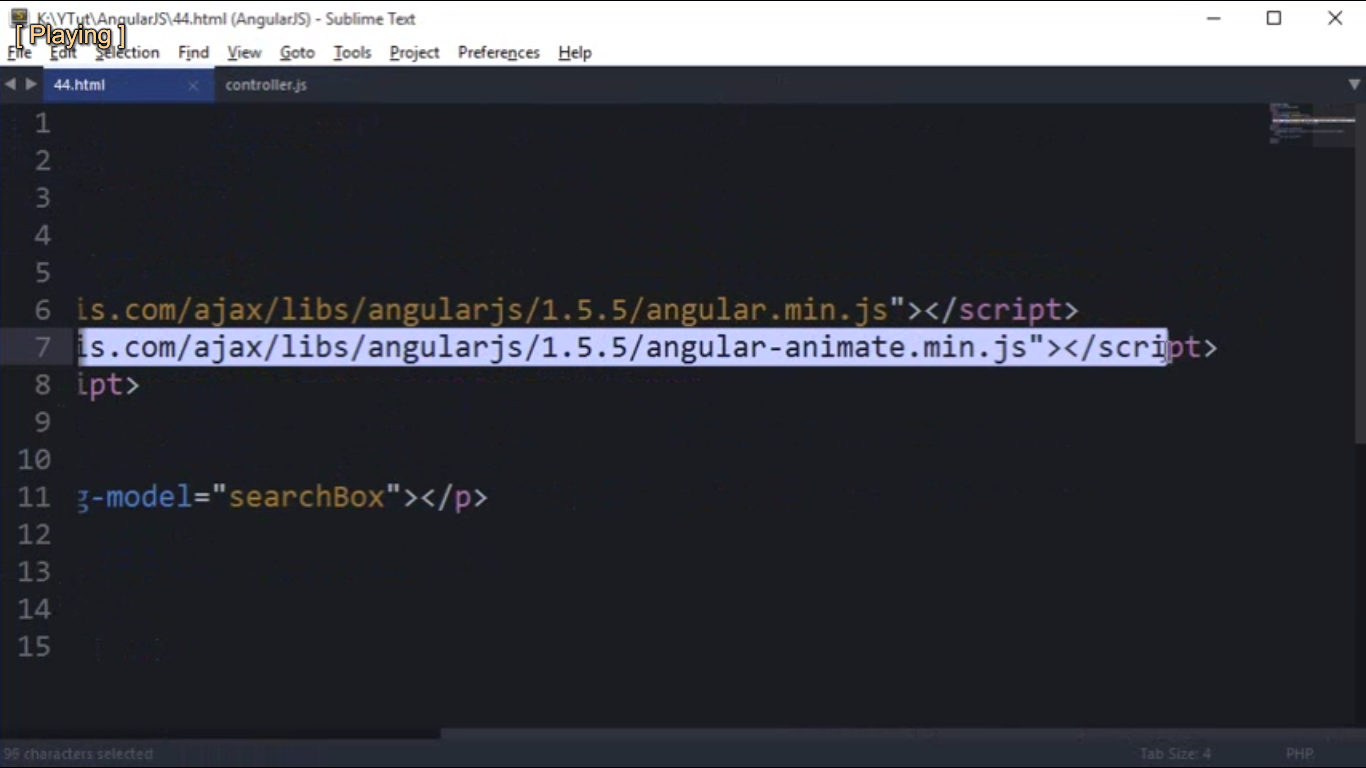 K:\YTut\AngularJS\44.html (AngularJS) - Sublime Text
[ Playing ]
File Edit Selection Find View Goto Tools Project Preferences Help
44.html × controller.js
1
2
3
4
5
6 is.com/ajax/libs/angularjs/1.5.5/angular.min.js"></script>
7 is.com/ajax/libs/angularjs/1.5.5/angular-animate.min.js"></script>
8 ipt>
9
10
11 g-model="searchBox"></p>
12
13
14
15
characters selected Tab Size: 4 PHP